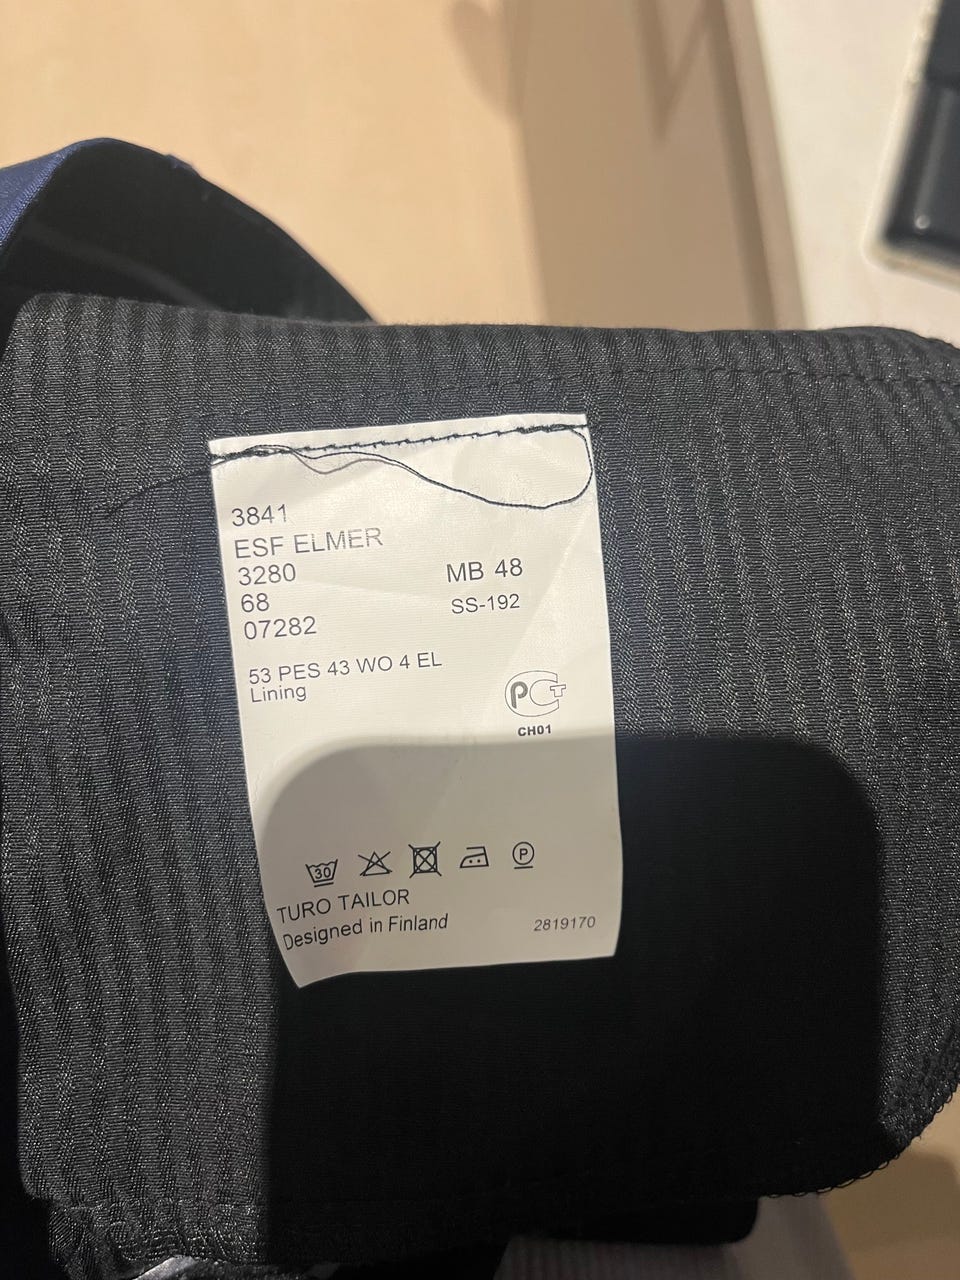 3841
ESF ELMER
3280 MB 48
68 SS-192
07282
53 PES 43 WO 4 EL
Lining
PCT
CH01
30 P
TURO TAILOR
Designed in Finland 2819170